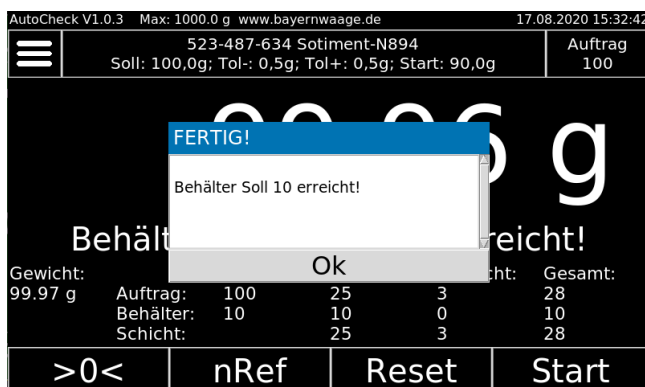 AutoCheck V1.0.3 Max: 1000.0 g www.bayernwaage.de 17.08.2020 15:32:42
523-487-634 Sotiment-N894
Soll: 100,0g; Tol-: 0,5g; Tol+: 0,5g; Start: 90,0g
Auftrag
100
g
FERTIG!
Behälter Soll 10 erreicht!
Ok
Gewicht: Gesamt:
99.97 g Auftrag: 100 25 3 28
Behälter: 10 10 0 10
Schicht: 25 3 28
>0< nRef Reset Start